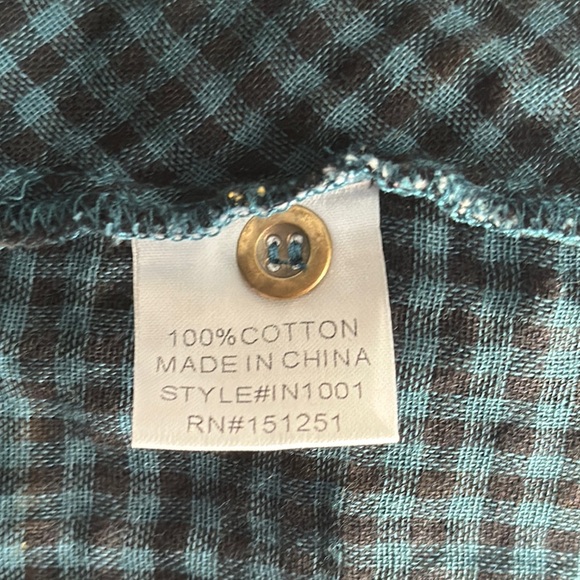 100%COTTON
MADE IN CHINA
STYLE#IN1001
RN#151251